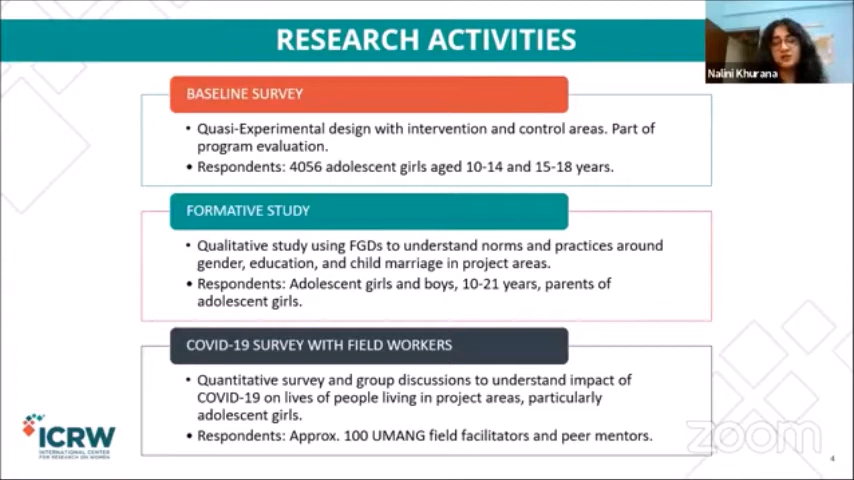 RESEARCH ACTIVITIES
Nalini Khurana
BASELINE SURVEY
• Quasi-Experimental design with intervention and control areas. Part of
program evaluation.
• Respondents: 4056 adolescent girls aged 10-14 and 15-18 years.
FORMATIVE STUDY
• Qualitative study using FGDs to understand norms and practices around
gender, education, and child marriage in project areas.
• Respondents: Adolescent girls and boys, 10-21 years, parents of
adolescent girls.
COVID-19 SURVEY WITH FIELD WORKERS
• Quantitative survey and group discussions to understand impact of
COVID-19 on lives of people living in project areas, particularly
adolescent girls.
• Respondents: Approx. 100 UMANG field facilitators and peer mentors.
ICRW
INTERNATIONAL CENTER
FOR RESEARCH ON WOMEN
zoom
4